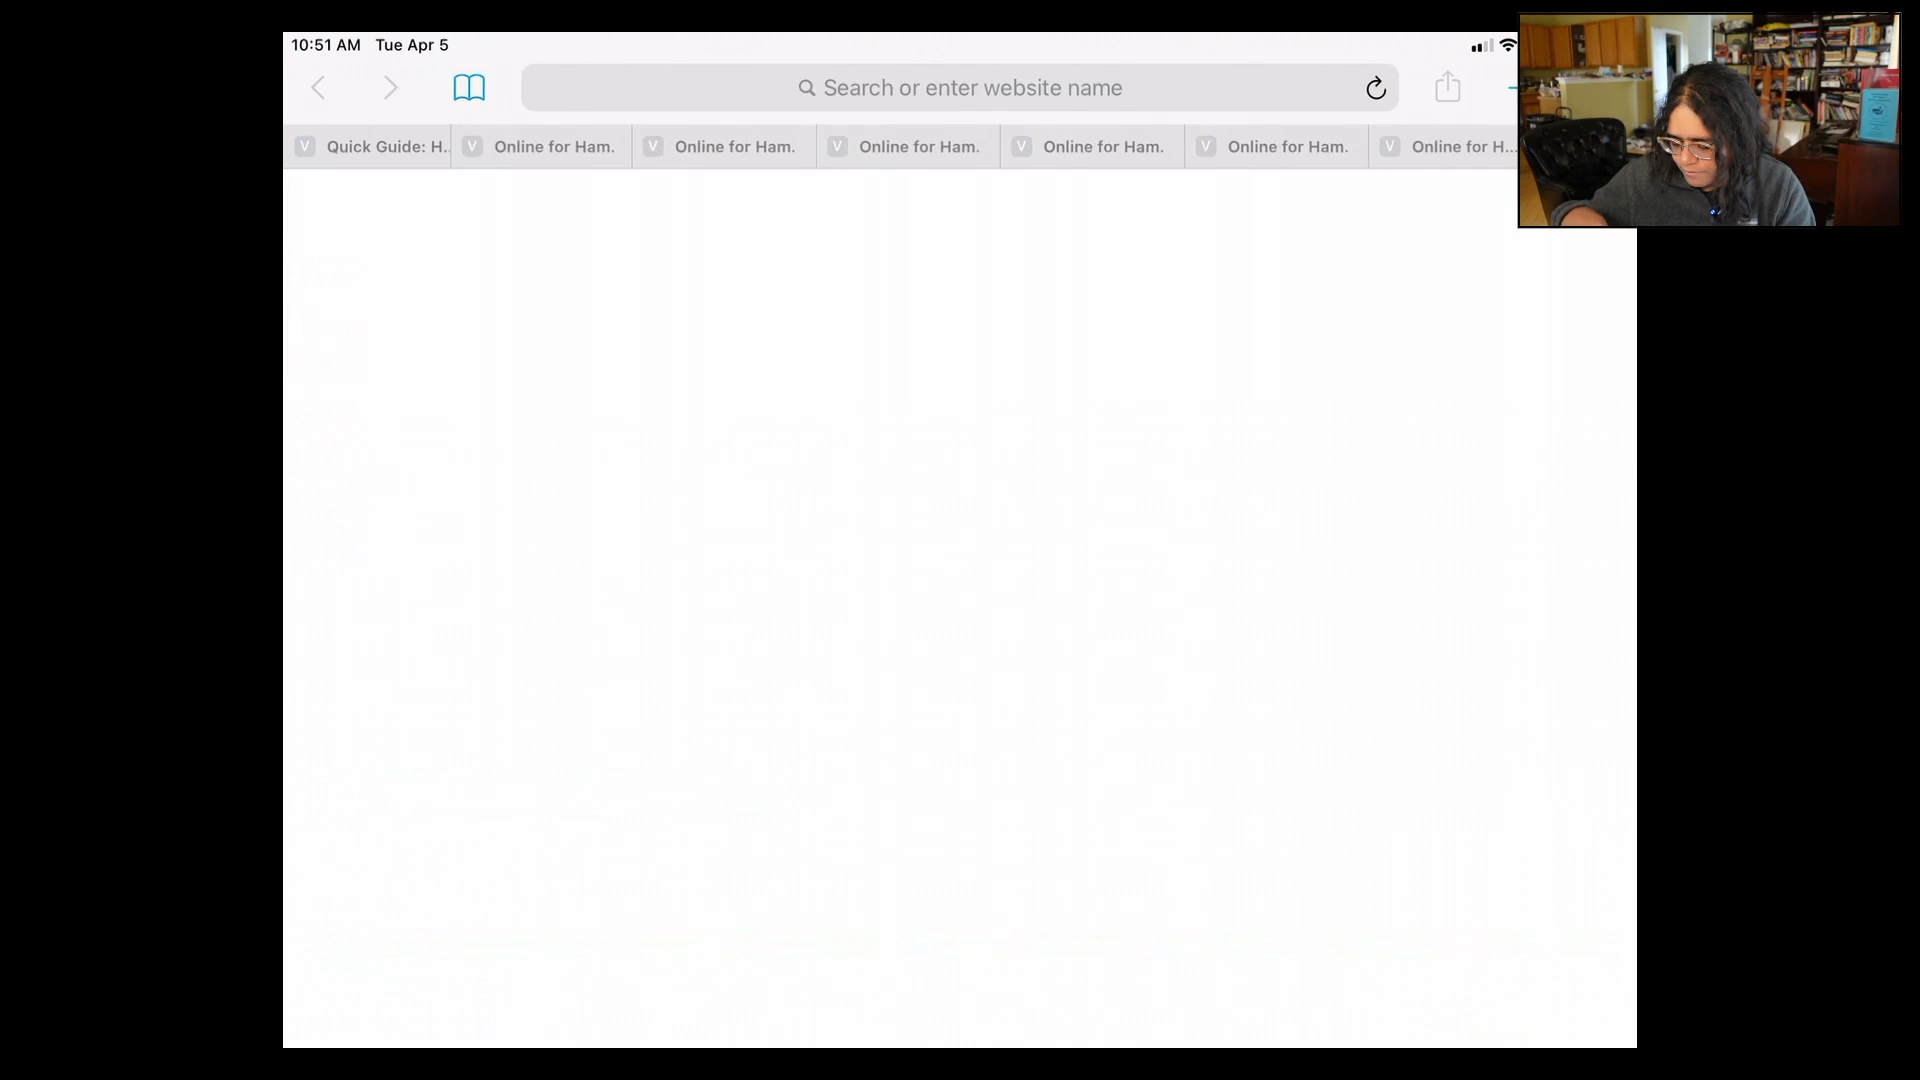 10:51 AM Tue Apr 5
Search or enter website name
V Quick Guide: H.. V Online for Ham. V Online for Ham. V Online for Ham. V Online for Ham. V Online for Ham. V Online for H...